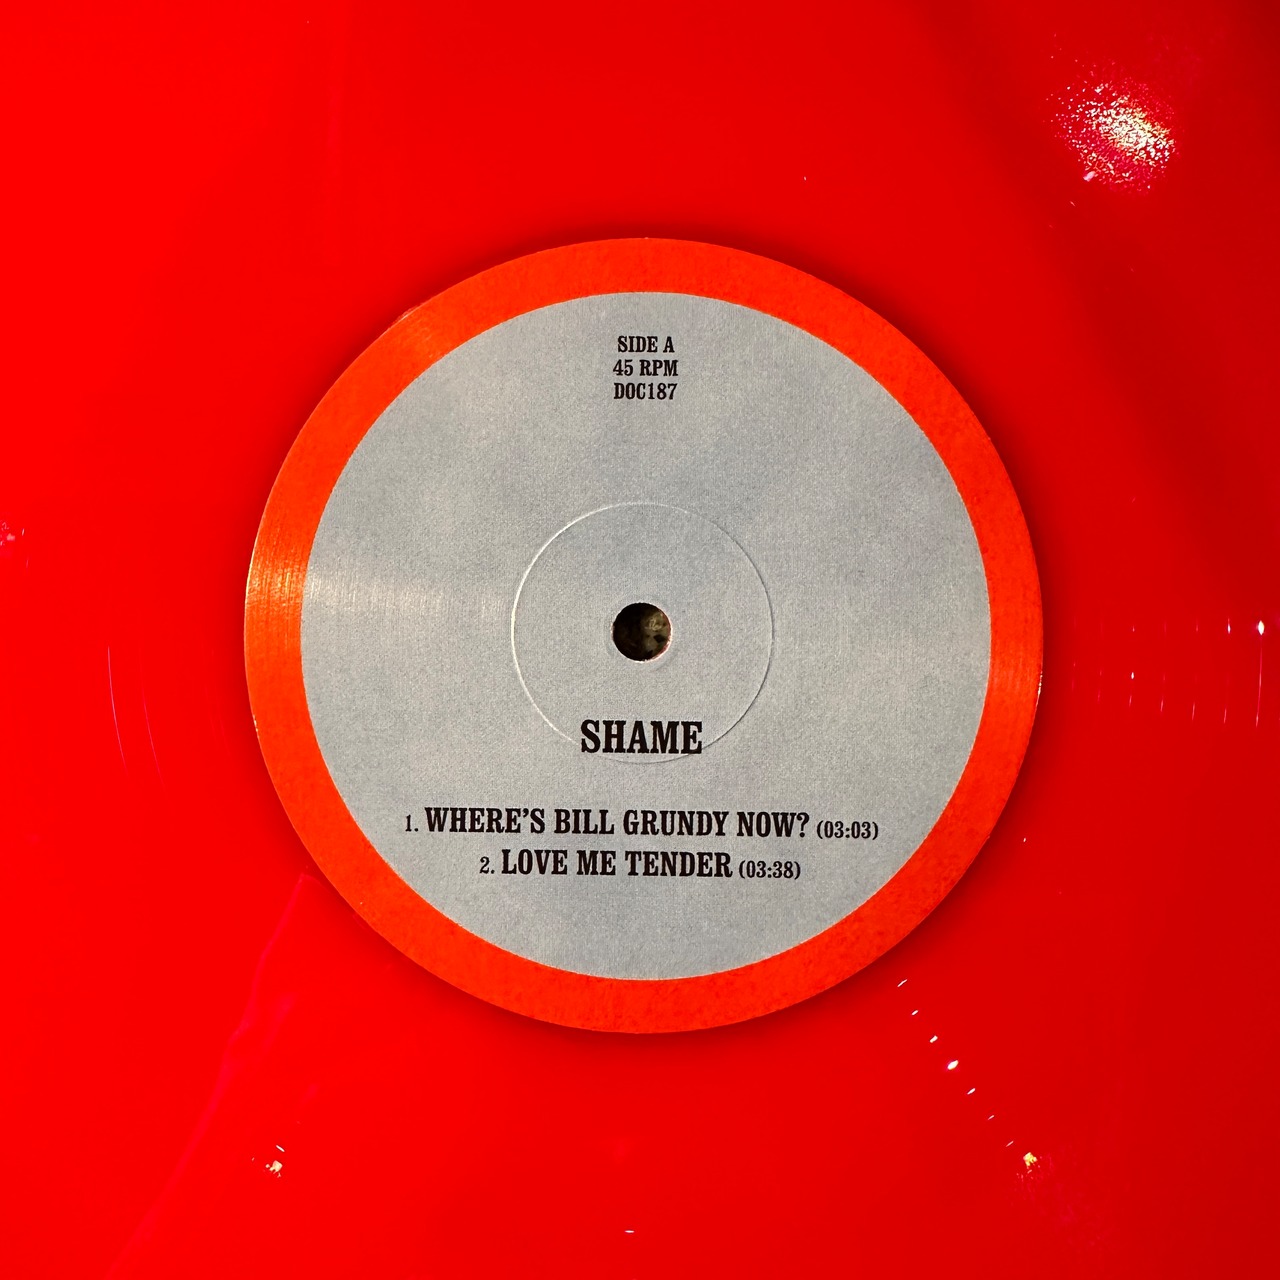 SIDE A
45 RPM
DOC187
SHAME
1. WHERE’S BILL GRUNDY NOW? (03:03)
2. LOVE ME TENDER (03:38)